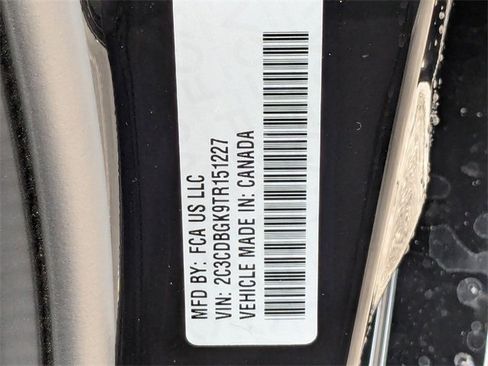 MFD BY: FCA US LLC
VIN: 2C3CDBGK9TR151227
VEHICLE MADE IN: CANADA